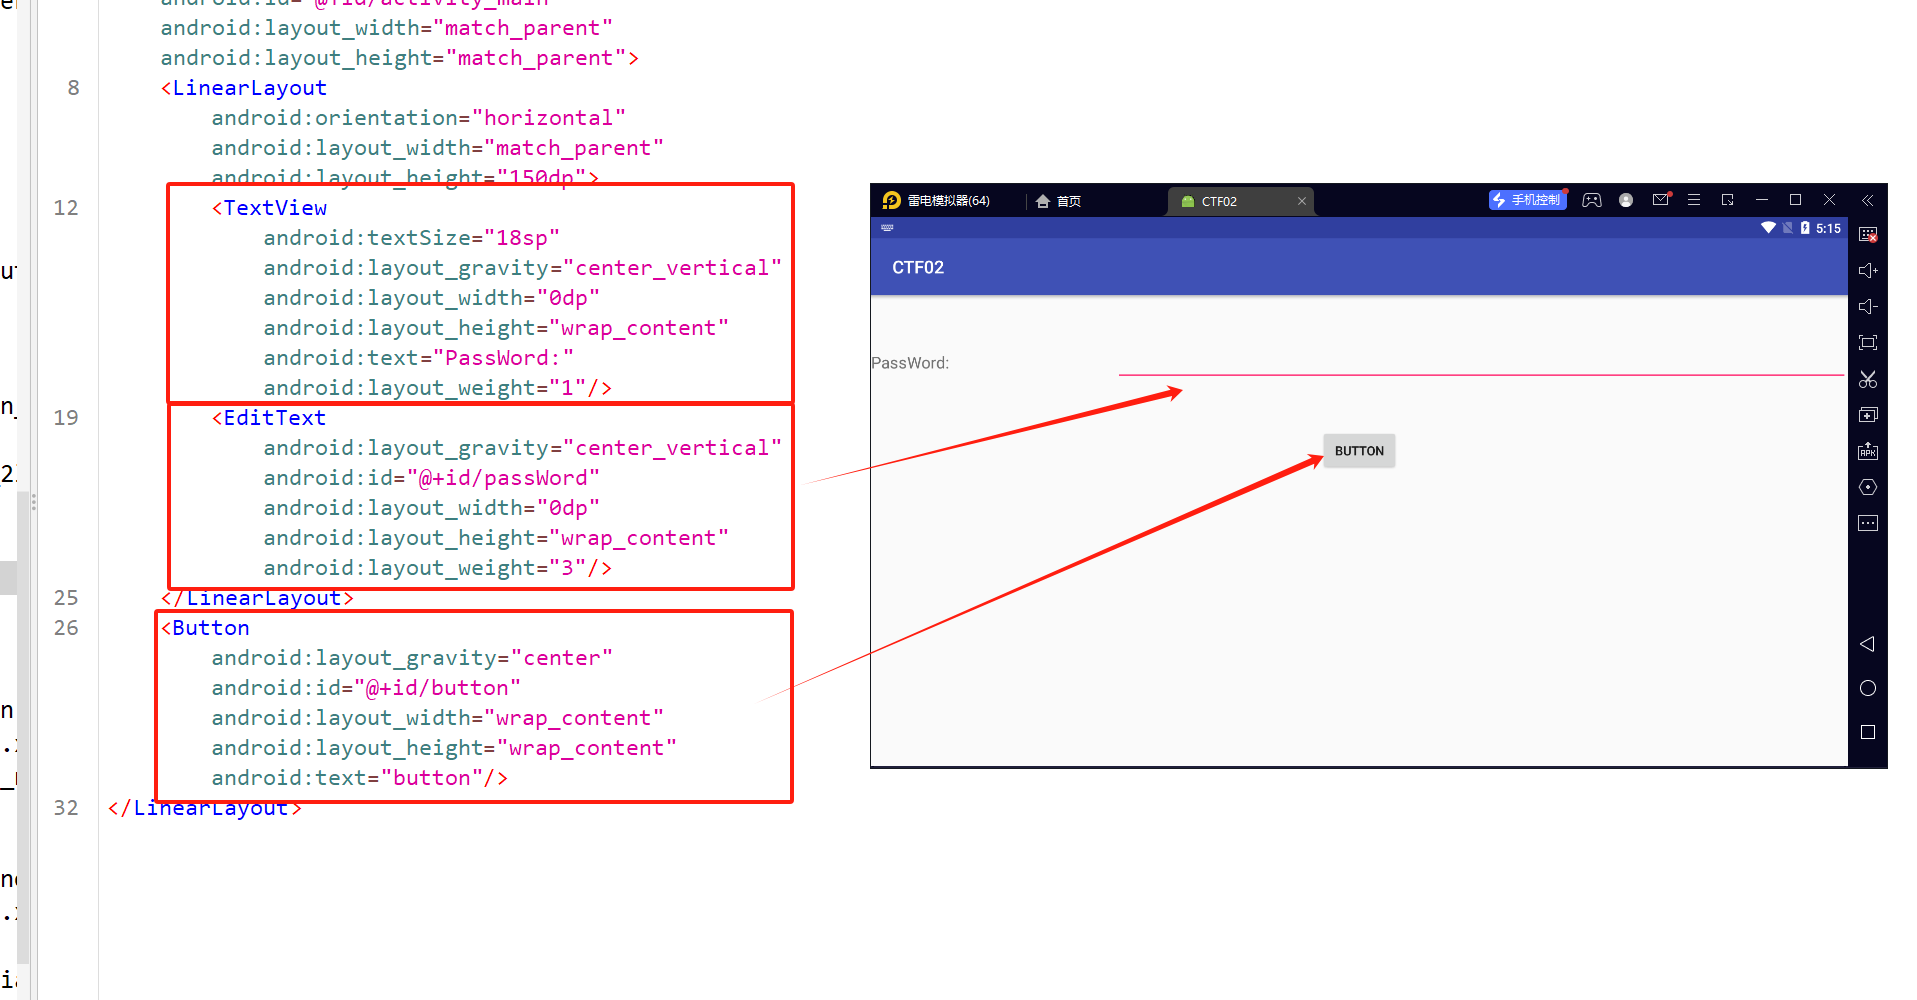 android:id="@+id/activity_main"
android:layout_width="match_parent"
android:layout_height="match_parent">
8 <LinearLayout
android:orientation="horizontal"
android:layout_width="match_parent"
android:layout_height="150dp">
12 <TextView
android:textSize="18sp"
android:layout_gravity="center_vertical"
android:layout_width="0dp"
android:layout_height="wrap_content"
android:text="PassWord:"
android:layout_weight="1"/>
19 <EditText
android:layout_gravity="center_vertical"
android:id="@+id/passWord"
android:layout_width="0dp"
android:layout_height="wrap_content"
android:layout_weight="3"/>
25 </LinearLayout>
26 <Button
android:layout_gravity="center"
android:id="@+id/button"
android:layout_width="wrap_content"
android:layout_height="wrap_content"
android:text="button"/>
32 </LinearLayout>
雷电模拟器(64) 首页 CTF02 手机控制
5:15
CTF02
PassWord:
BUTTON
APK